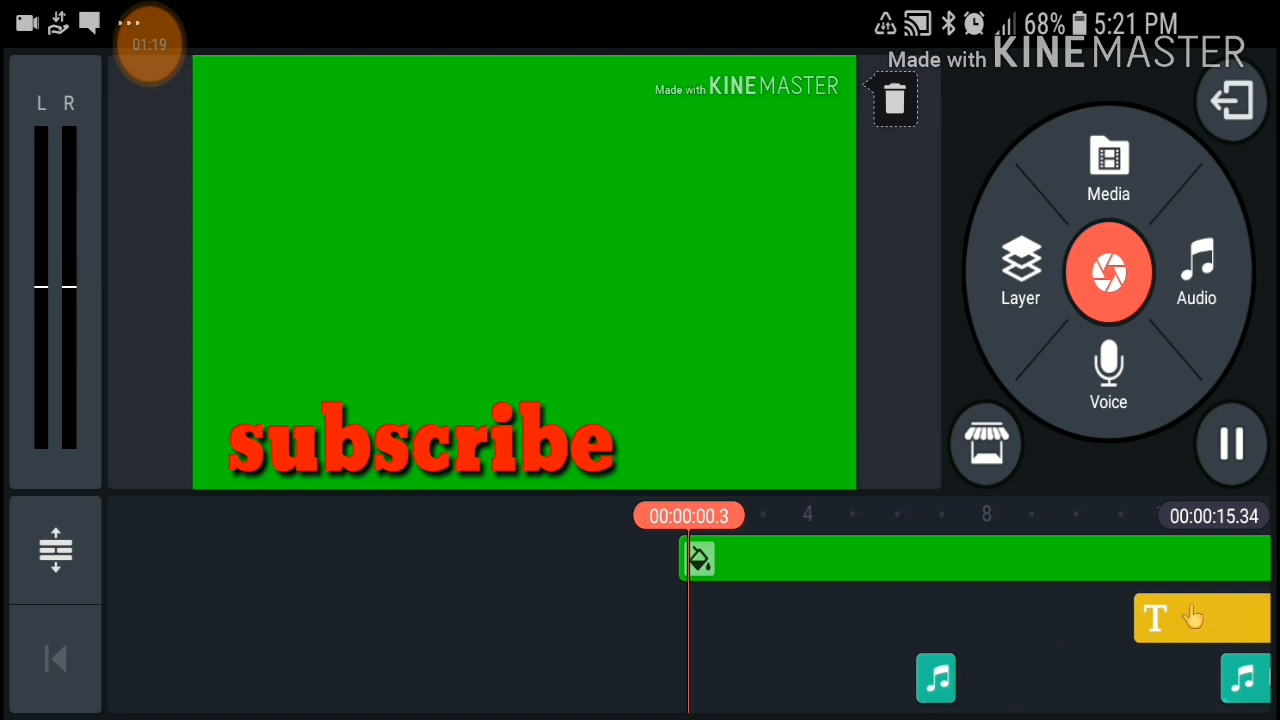 01:19
68% 5:21 PM
Made with KINEMASTER
L R
Made with KINEMASTER
Media
Layer
Audio
Voice
subscribe
00:00:00.3
4
8
00:00:15.34
T